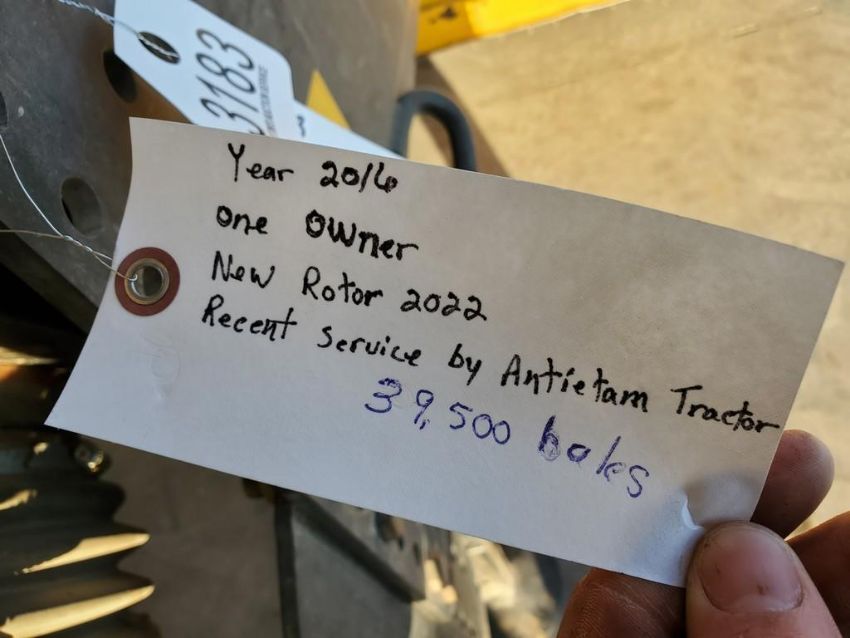 3183
Year 2016
One Owner
New Rotor 2022
Recent service by Antietam Tractor
39,500 bales